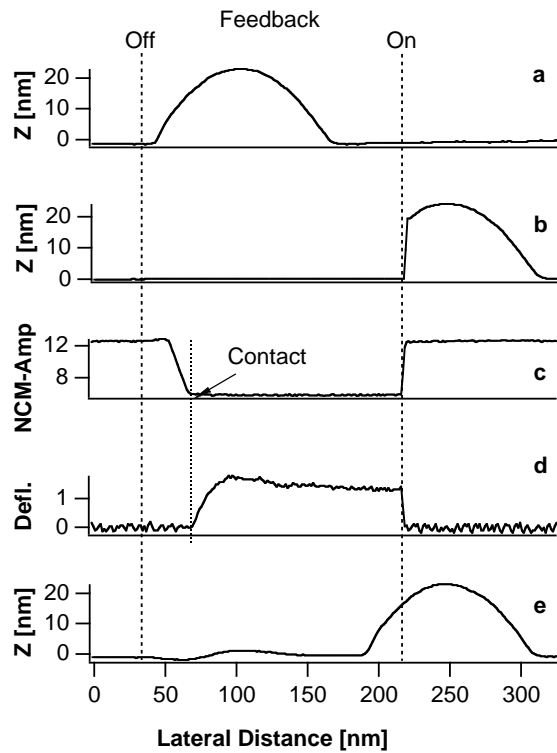 Feedback
Off On
a
Z [nm]
20
10
0
b
Z [nm]
20
10
0
c
NCM-Amp
12
8
Contact
d
Defl.
1
0
e
Z [nm]
20
10
0
0 50 100 150 200 250 300
Lateral Distance [nm]